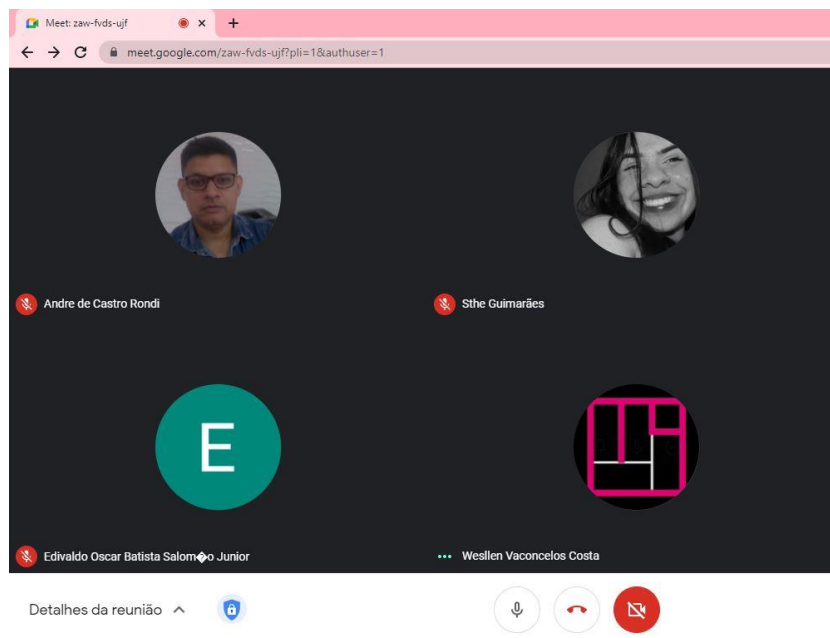 Meet: zaw-fvds-ujf
meet.google.com/zaw-fvds-ujf?pli=1&authuser=1
Andre de Castro Rondi
Sthe Guimarães
E
Edivaldo Oscar Batista Salom�o Junior
Wesllen Vaconcelos Costa
Detalhes da reunião